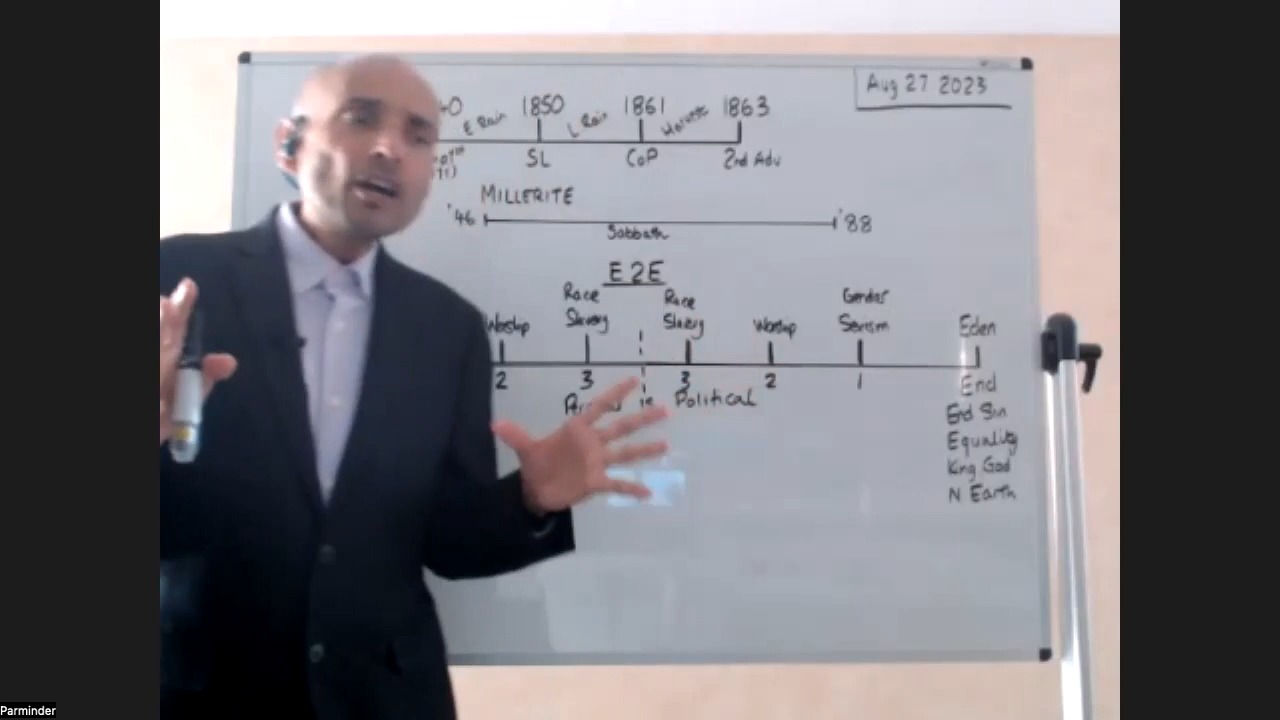 Aug 27 2023
1850 1861 1863
E Rain L Rain
SL CoP 2nd Adv
MILLERITE
'46 '88
Sabbath
E2E
Race Race Gender
Worship Slavery Slavery Worship Sexism Eden
2 3 3 2 1 End
is Political
End Sin
Equality
King God
N Earth
Parminder